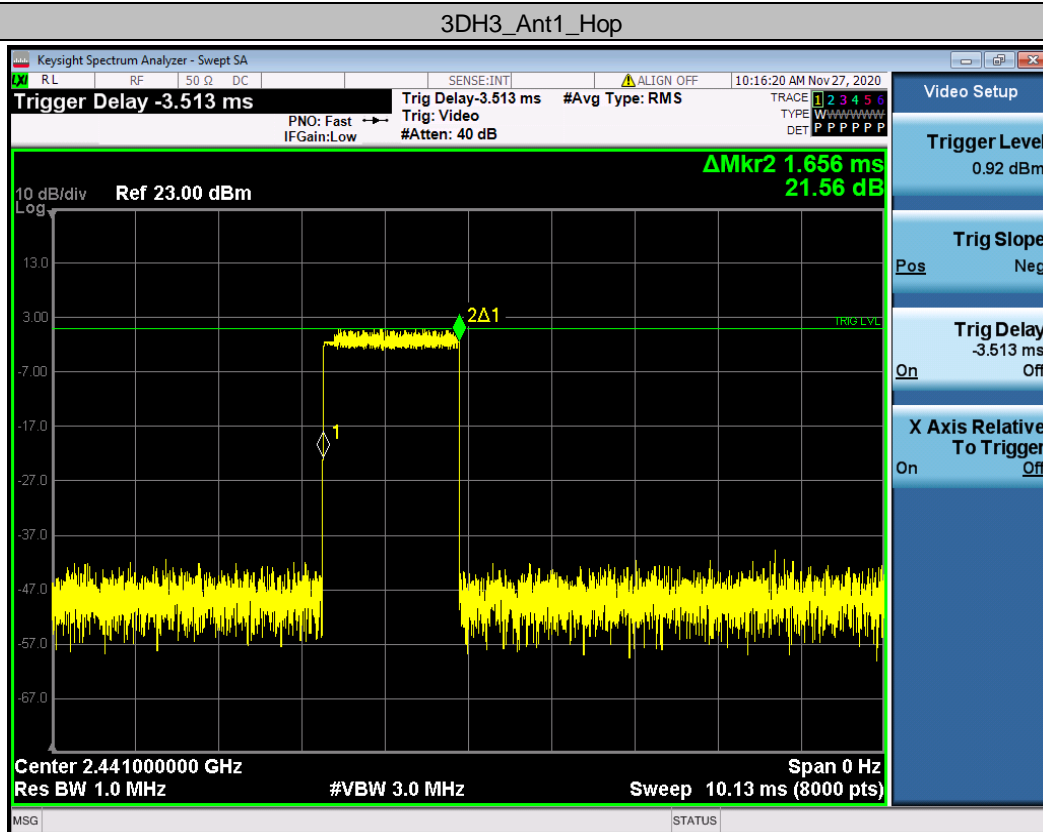 3DH3_Ant1_Hop
Keysight Spectrum Analyzer - Swept SA
LXI RL RF 50 Ω DC SENSE:INT ALIGN OFF 10:16:20 AM Nov 27, 2020
Trigger Delay -3.513 ms
PNO: Fast
IFGain:Low
Trig Delay-3.513 ms #Avg Type: RMS
Trig: Video
#Atten: 40 dB
TRACE 1 2 3 4 5 6
TYPE WWWWWW
DET P P P P P P
ΔMkr2 1.656 ms
21.56 dB
10 dB/div Ref 23.00 dBm
Log
13.0
3.00
-7.00
-17.0
-27.0
-37.0
-47.0
-57.0
-67.0
2Δ1
TRIG LVL
1
Center 2.441000000 GHz Span 0 Hz
Res BW 1.0 MHz #VBW 3.0 MHz Sweep 10.13 ms (8000 pts)
MSG STATUS
Video Setup
Trigger Level
0.92 dBm
Trig Slope
Pos Neg
Trig Delay
-3.513 ms
On Off
X Axis Relative
To Trigger
On Off